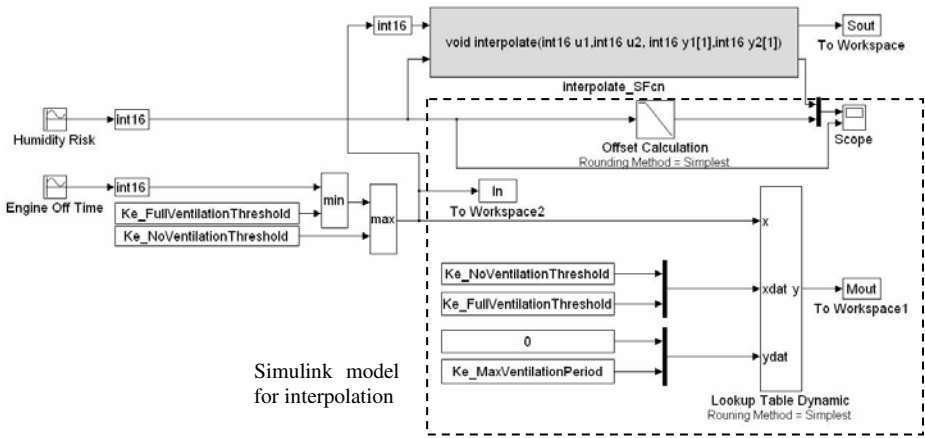 int16
void interpolate(int16 u1,int16 u2, int16 y1[1],int16 y2[1])
interpolate_SFcn
Sout
To Workspace
Humidity Risk
int16
Offset Calculation
Rounding Method = Simplest
Scope
Engine Off Time
int16
Ke_FullVentilationThreshold
Ke_NoVentilationThreshold
min
max
In
To Workspace2
x
xdat y
ydat
Ke_NoVentilationThreshold
Ke_FullVentilationThreshold
0
Ke_MaxVentilationPeriod
Mout
To Workspace1
Lookup Table Dynamic
Rouning Method = Simplest
Simulink model
for interpolation